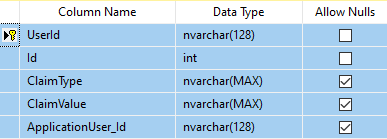 Column Name Data Type Allow Nulls
UserId nvarchar(128)
Id int
ClaimType nvarchar(MAX)
ClaimValue nvarchar(MAX)
ApplicationUser_Id nvarchar(128)